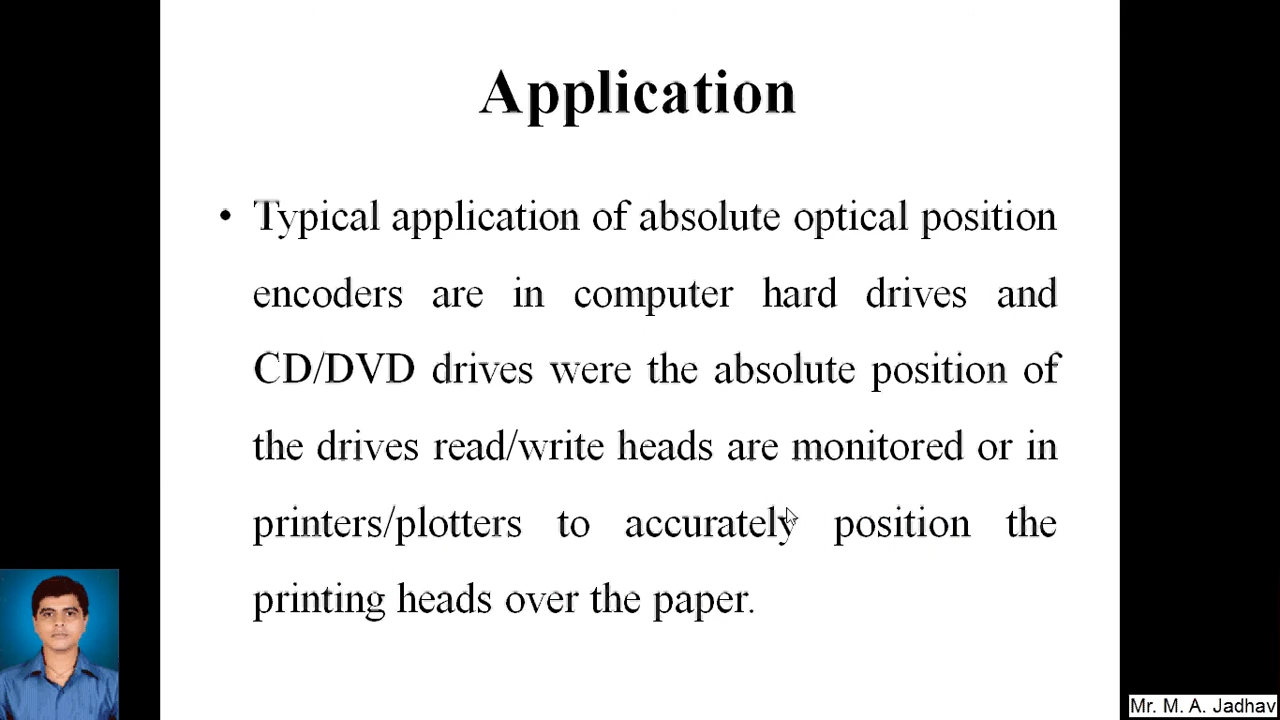 Application
• Typical application of absolute optical position
encoders are in computer hard drives and
CD/DVD drives were the absolute position of
the drives read/write heads are monitored or in
printers/plotters to accurately position the
printing heads over the paper.
Mr. M. A. Jadhav